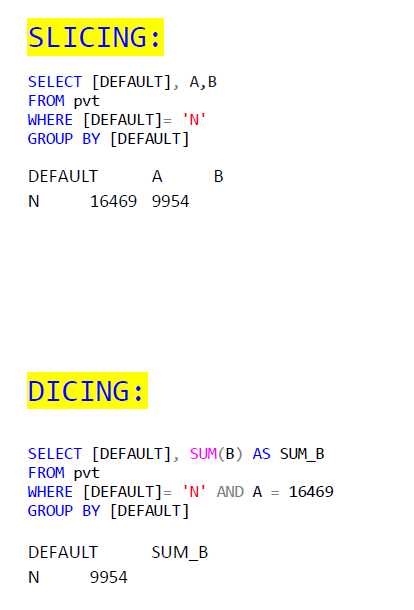 SLICING:
SELECT [DEFAULT], A,B
FROM pvt
WHERE [DEFAULT]= 'N'
GROUP BY [DEFAULT]
DEFAULT A B
N 16469 9954
DICING:
SELECT [DEFAULT], SUM(B) AS SUM_B
FROM pvt
WHERE [DEFAULT]= 'N' AND A = 16469
GROUP BY [DEFAULT]
DEFAULT SUM_B
N 9954